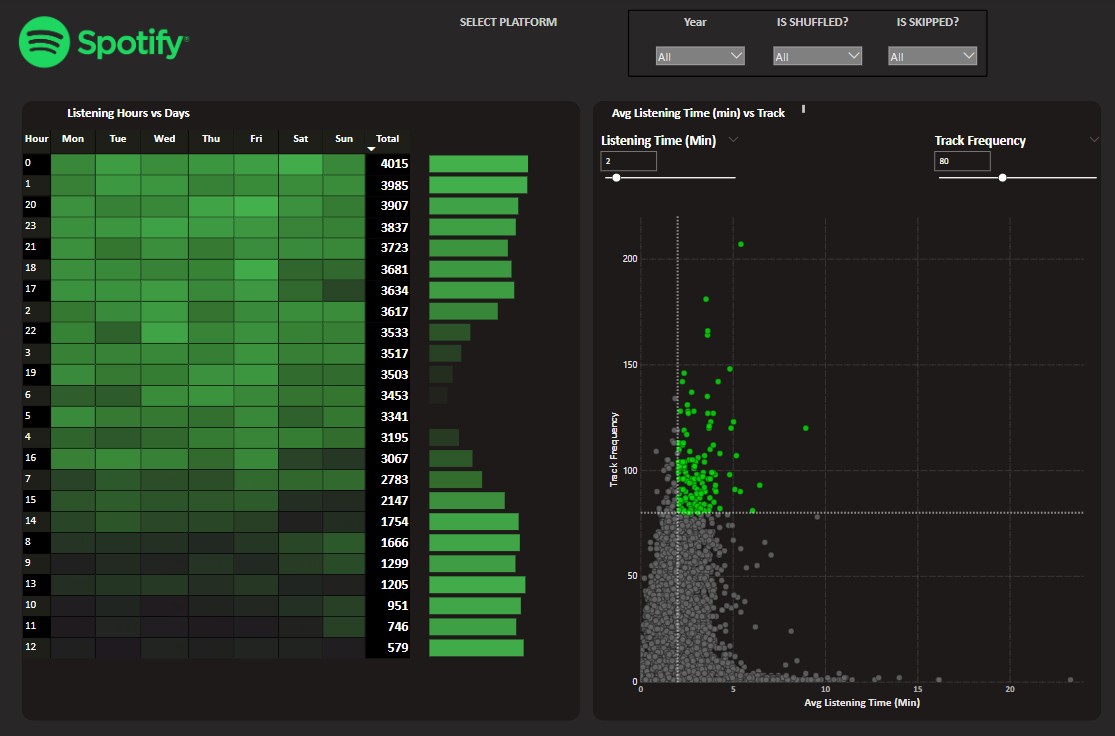 Spotify
SELECT PLATFORM
Year IS SHUFFLED? IS SKIPPED?
All All All
Listening Hours vs Days
Hour Mon Tue Wed Thu Fri Sat Sun Total
0 4015
1 3985
20 3907
23 3837
21 3723
18 3681
17 3634
2 3617
22 3533
3 3517
19 3503
6 3453
5 3341
4 3195
16 3067
7 2783
15 2147
14 1754
8 1666
9 1299
13 1205
10 951
11 746
12 579
Avg Listening Time (min) vs Track
Listening Time (Min) Track Frequency
2 80
200
150
100
50
0
Track Frequency
0 5 10 15 20
Avg Listening Time (Min)